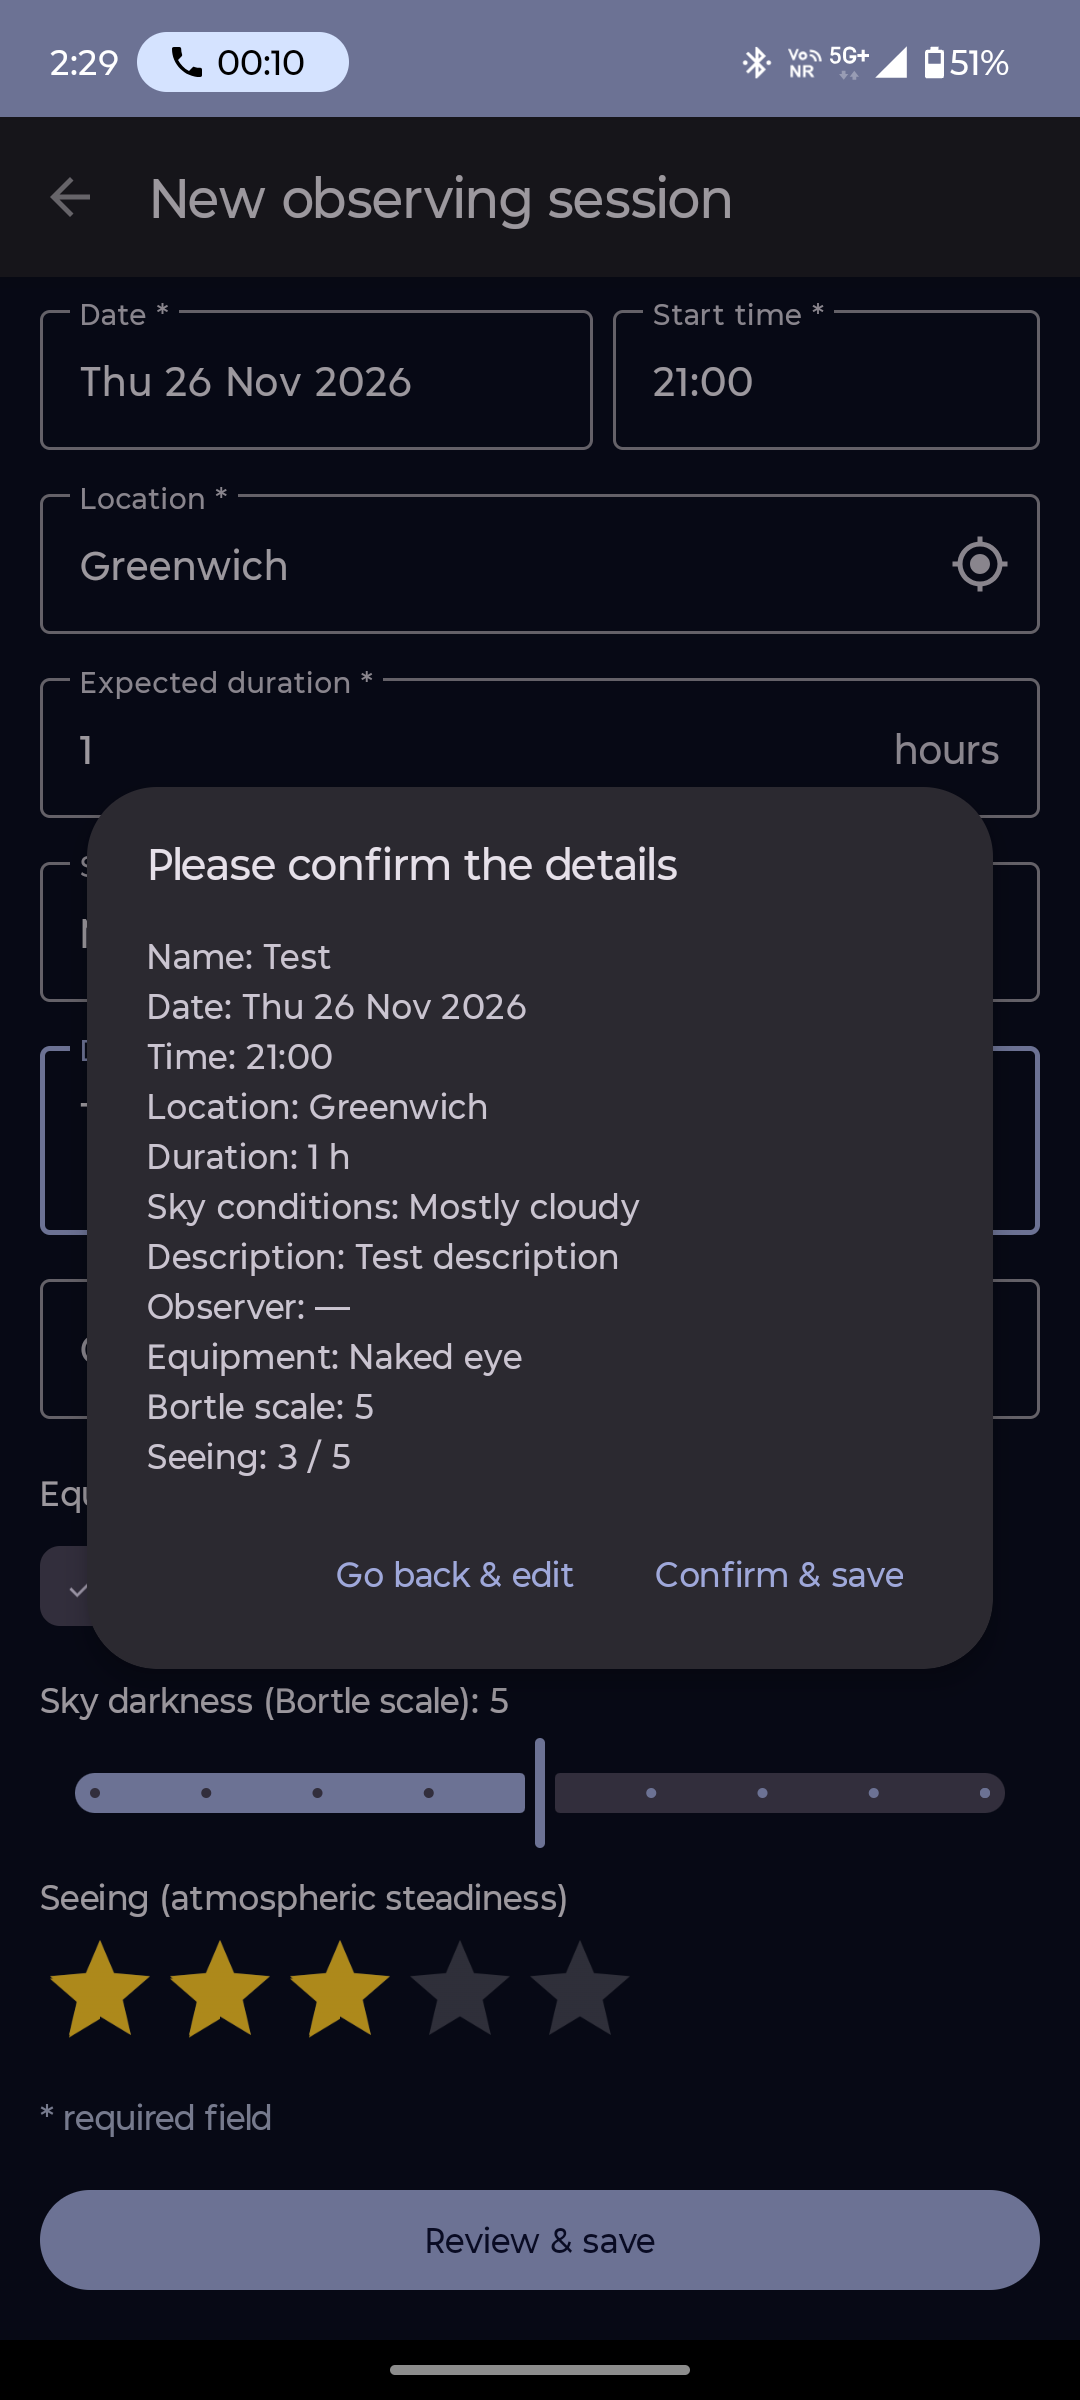 2:29
00:10
Vo NR
5G+
51%
New observing session
Date *
Thu 26 Nov 2026
Start time *
21:00
Location *
Greenwich
Expected duration *
1
hours
Please confirm the details
Name: Test
Date: Thu 26 Nov 2026
Time: 21:00
Location: Greenwich
Duration: 1 h
Sky conditions: Mostly cloudy
Description: Test description
Observer: —
Equipment: Naked eye
Bortle scale: 5
Seeing: 3 / 5
Go back & edit
Confirm & save
Sky darkness (Bortle scale): 5
Seeing (atmospheric steadiness)
* required field
Review & save